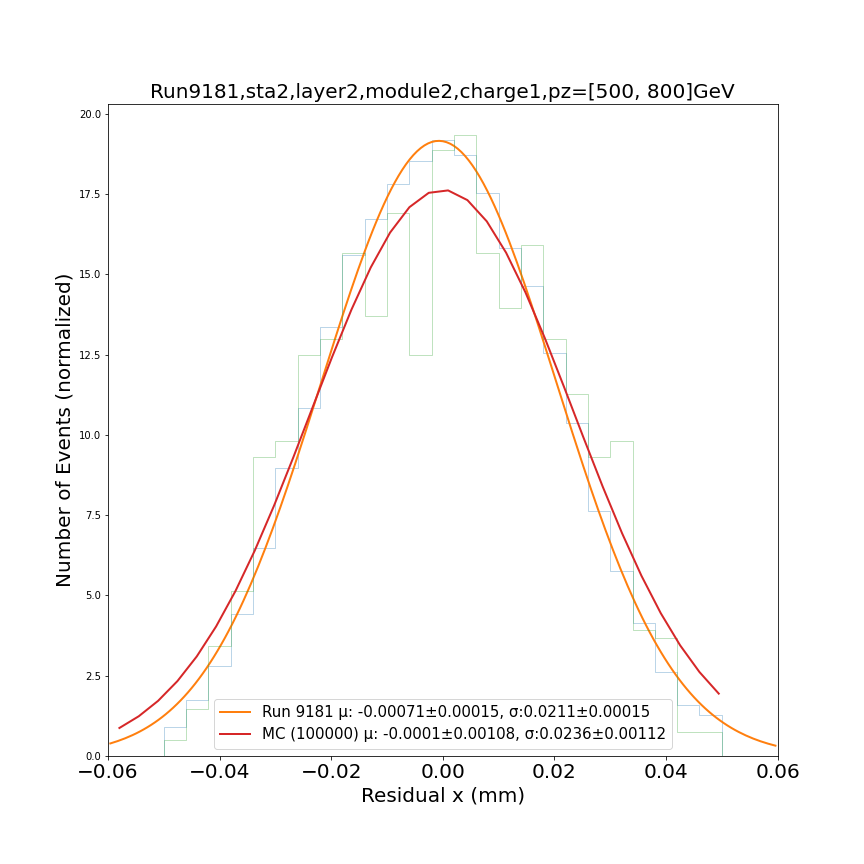 Run9181,sta2,layer2,module2,charge1,pz=[500, 800]GeV
20.0
17.5
15.0
12.5
10.0
7.5
5.0
2.5
0.0
Number of Events (normalized)
Run 9181 μ: -0.00071±0.00015, σ:0.0211±0.00015
MC (100000) μ: -0.0001±0.00108, σ:0.0236±0.00112
−0.06 −0.04 −0.02 0.00 0.02 0.04 0.06
Residual x (mm)